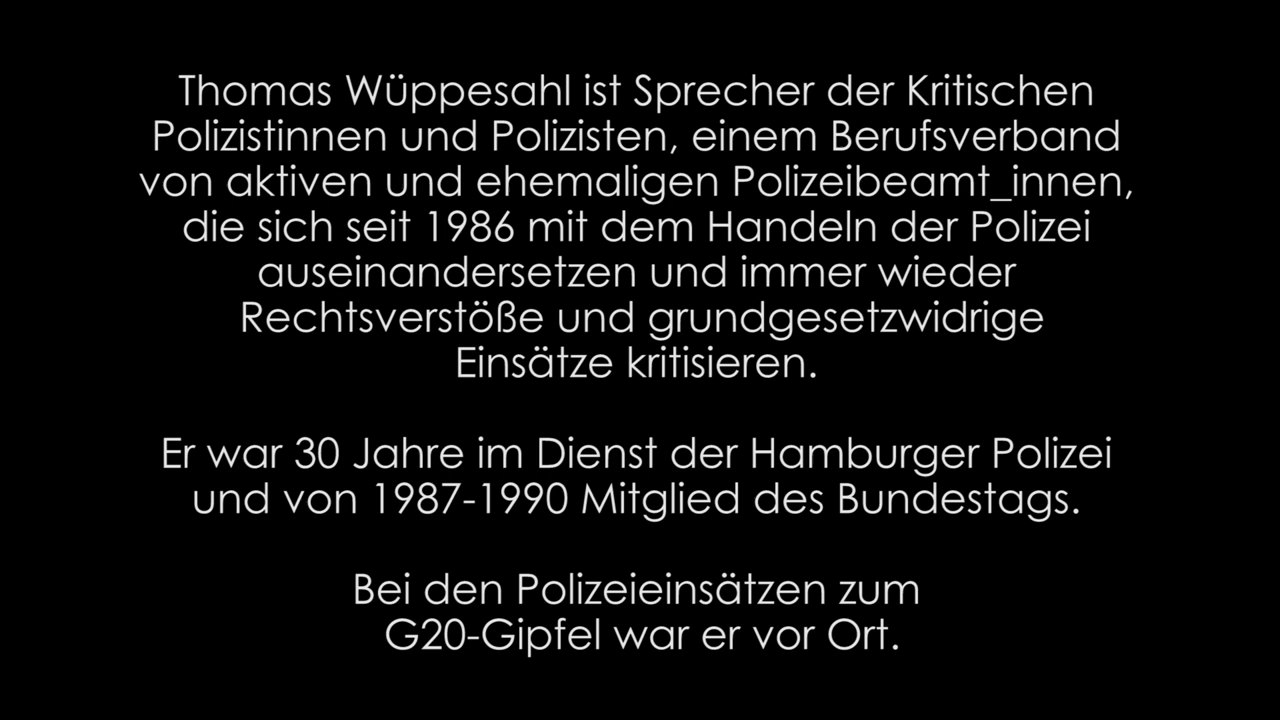 Thomas Wüppesahl ist Sprecher der Kritischen
Polizistinnen und Polizisten, einem Berufsverband
von aktiven und ehemaligen Polizeibeamt_innen,
die sich seit 1986 mit dem Handeln der Polizei
auseinandersetzen und immer wieder
Rechtsverstöße und grundgesetzwidrige
Einsätze kritisieren.
Er war 30 Jahre im Dienst der Hamburger Polizei
und von 1987-1990 Mitglied des Bundestags.
Bei den Polizeieinsätzen zum
G20-Gipfel war er vor Ort.